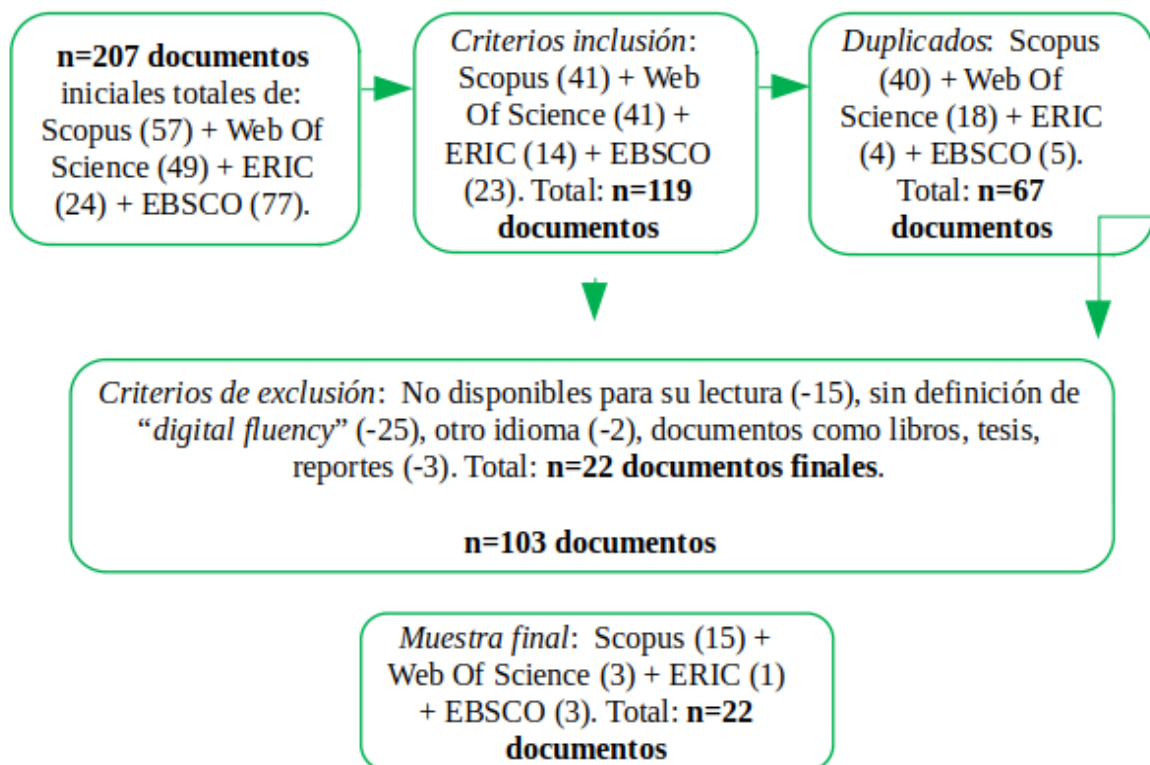 n=207 documentos
iniciales totales de:
Scopus (57) + Web Of
Science (49) + ERIC
(24) + EBSCO (77).
Criterios inclusión:
Scopus (41) + Web
Of Science (41) +
ERIC (14) + EBSCO
(23). Total: n=119
documentos
Duplicados: Scopus
(40) + Web Of
Science (18) + ERIC
(4) + EBSCO (5).
Total: n=67
documentos
Criterios de exclusión: No disponibles para su lectura (-15), sin definición de
“digital fluency” (-25), otro idioma (-2), documentos como libros, tesis,
reportes (-3). Total: n=22 documentos finales.
n=103 documentos
Muestra final: Scopus (15) +
Web Of Science (3) + ERIC (1)
+ EBSCO (3). Total: n=22
documentos